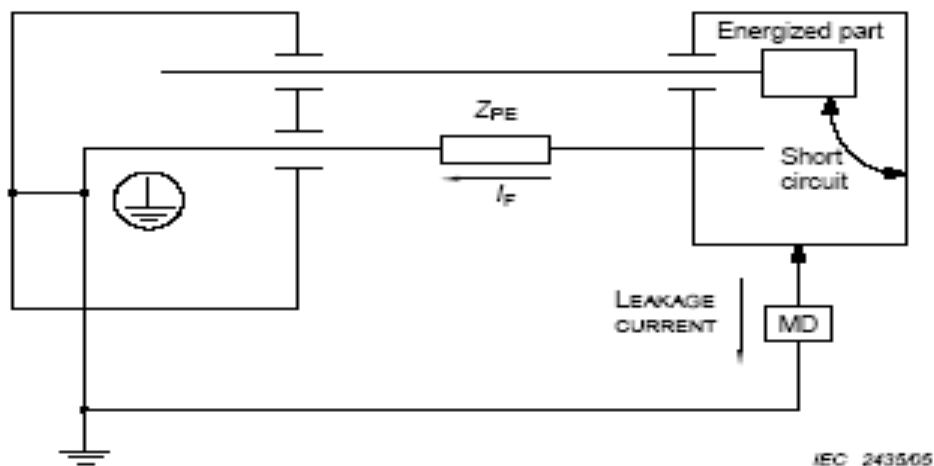 Energized part
ZPE
Short
circuit
IF
LEAKAGE
CURRENT
MD
IEC 2435/05